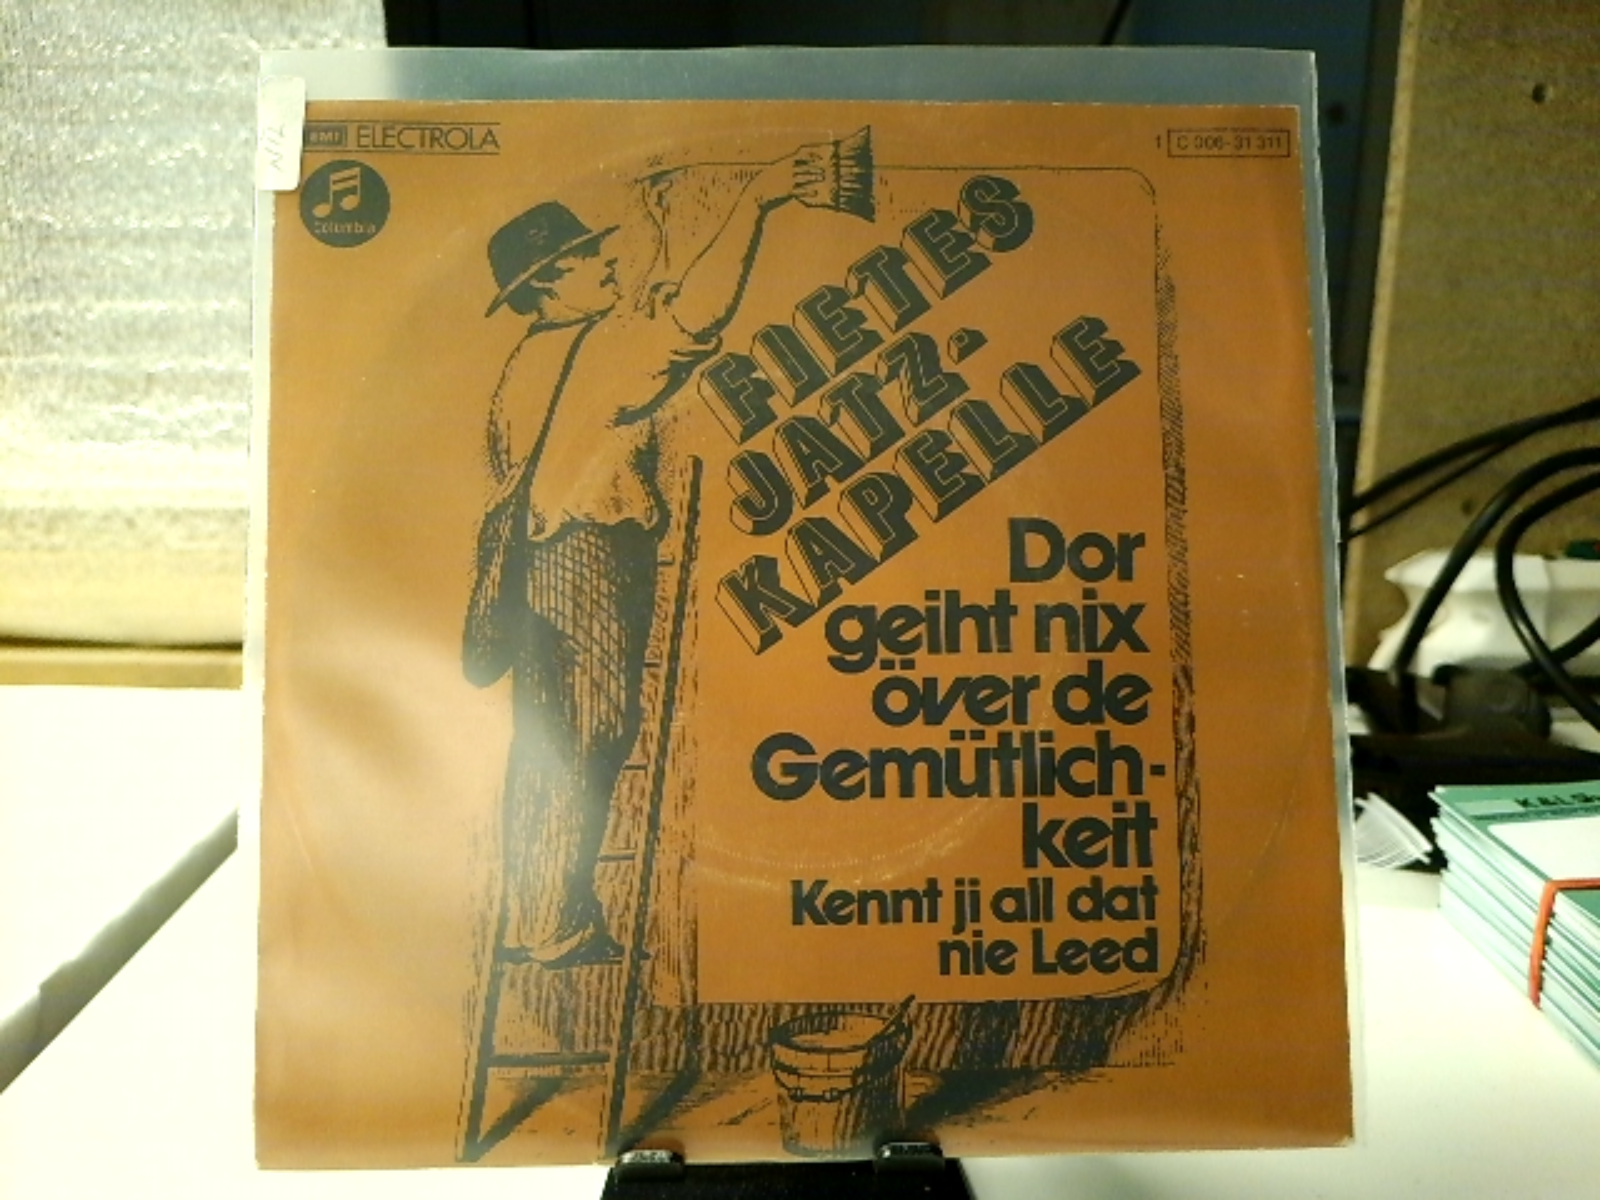 EMI ELECTROLA
Columbia
1 C 006-31 311
FIETES
JATZ-
KAPELLE
Dor
geiht nix
över de
Gemütlich-
keit
Kennt ji all dat
nie Leed